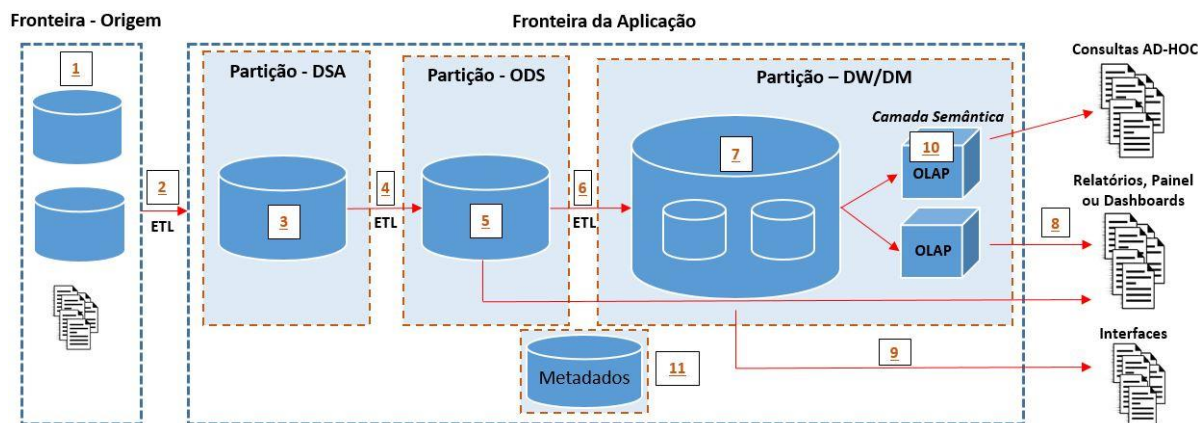 Fronteira - Origem
Fronteira da Aplicação
1
Partição - DSA
Partição - ODS
Partição – DW/DM
Consultas AD-HOC
Camada Semântica
7
10
OLAP
2
ETL
3
4
ETL
5
6
ETL
OLAP
Relatórios, Painel
ou Dashboards
8
Interfaces
9
Metadados
11